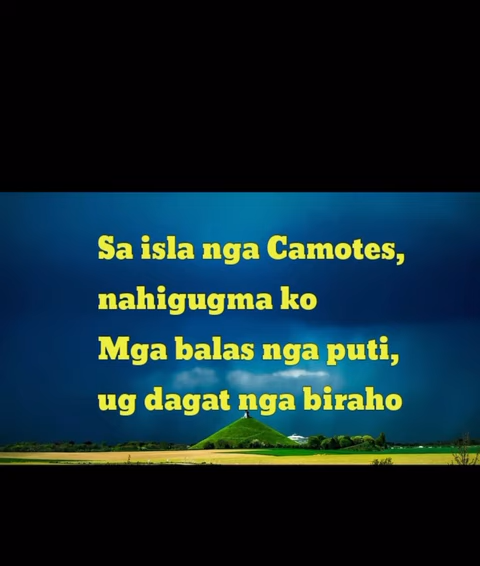 Sa isla nga Camotes,
nahigugma ko
Mga balas nga puti,
ug dagat nga biraho